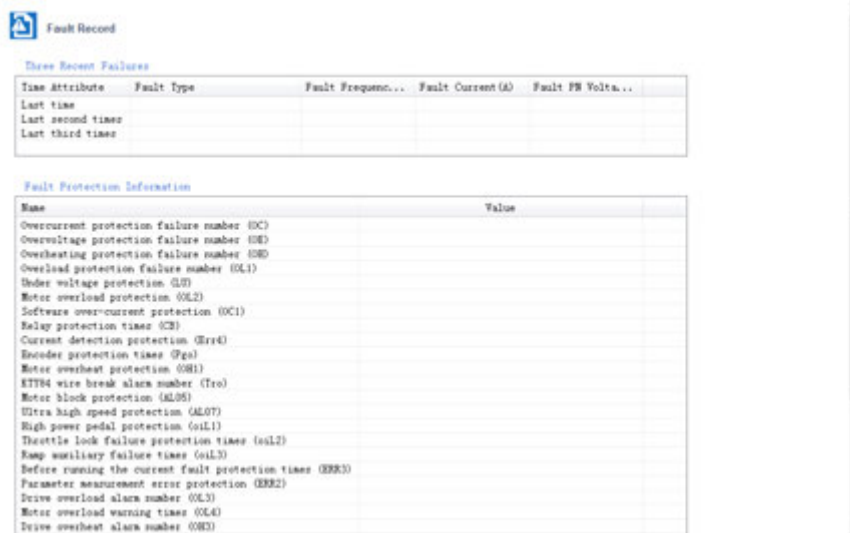 Fault Record
Three Recent Failures
Time Attribute Fault Type Fault Frequenc... Fault Current(A) Fault PN Volta...
Last time
Last second times
Last third times
Fault Protection Information
Name Value
Overcurrent protection failure number (OC)
Overvoltage protection failure number (OE)
Overheating protection failure number (OH)
Overload protection failure number (OL1)
Under voltage protection (LU)
Motor overload protection (OL2)
Software over-current protection (OC1)
Relay protection times (CB)
Current detection protection (Err4)
Encoder protection times (Pgo)
Motor overheat protection (OH1)
KTY84 wire break alarm number (Tro)
Motor block protection (AL05)
Ultra high speed protection (AL07)
High power pedal protection (oiL1)
Throttle lock failure protection times (oiL2)
Ramp auxiliary failure times (oiL3)
Before running the current fault protection times (ERR3)
Parameter measurement error protection (ERR2)
Drive overload alarm number (OL3)
Motor overload warning times (OL4)
Drive overheat alarm number (OH3)